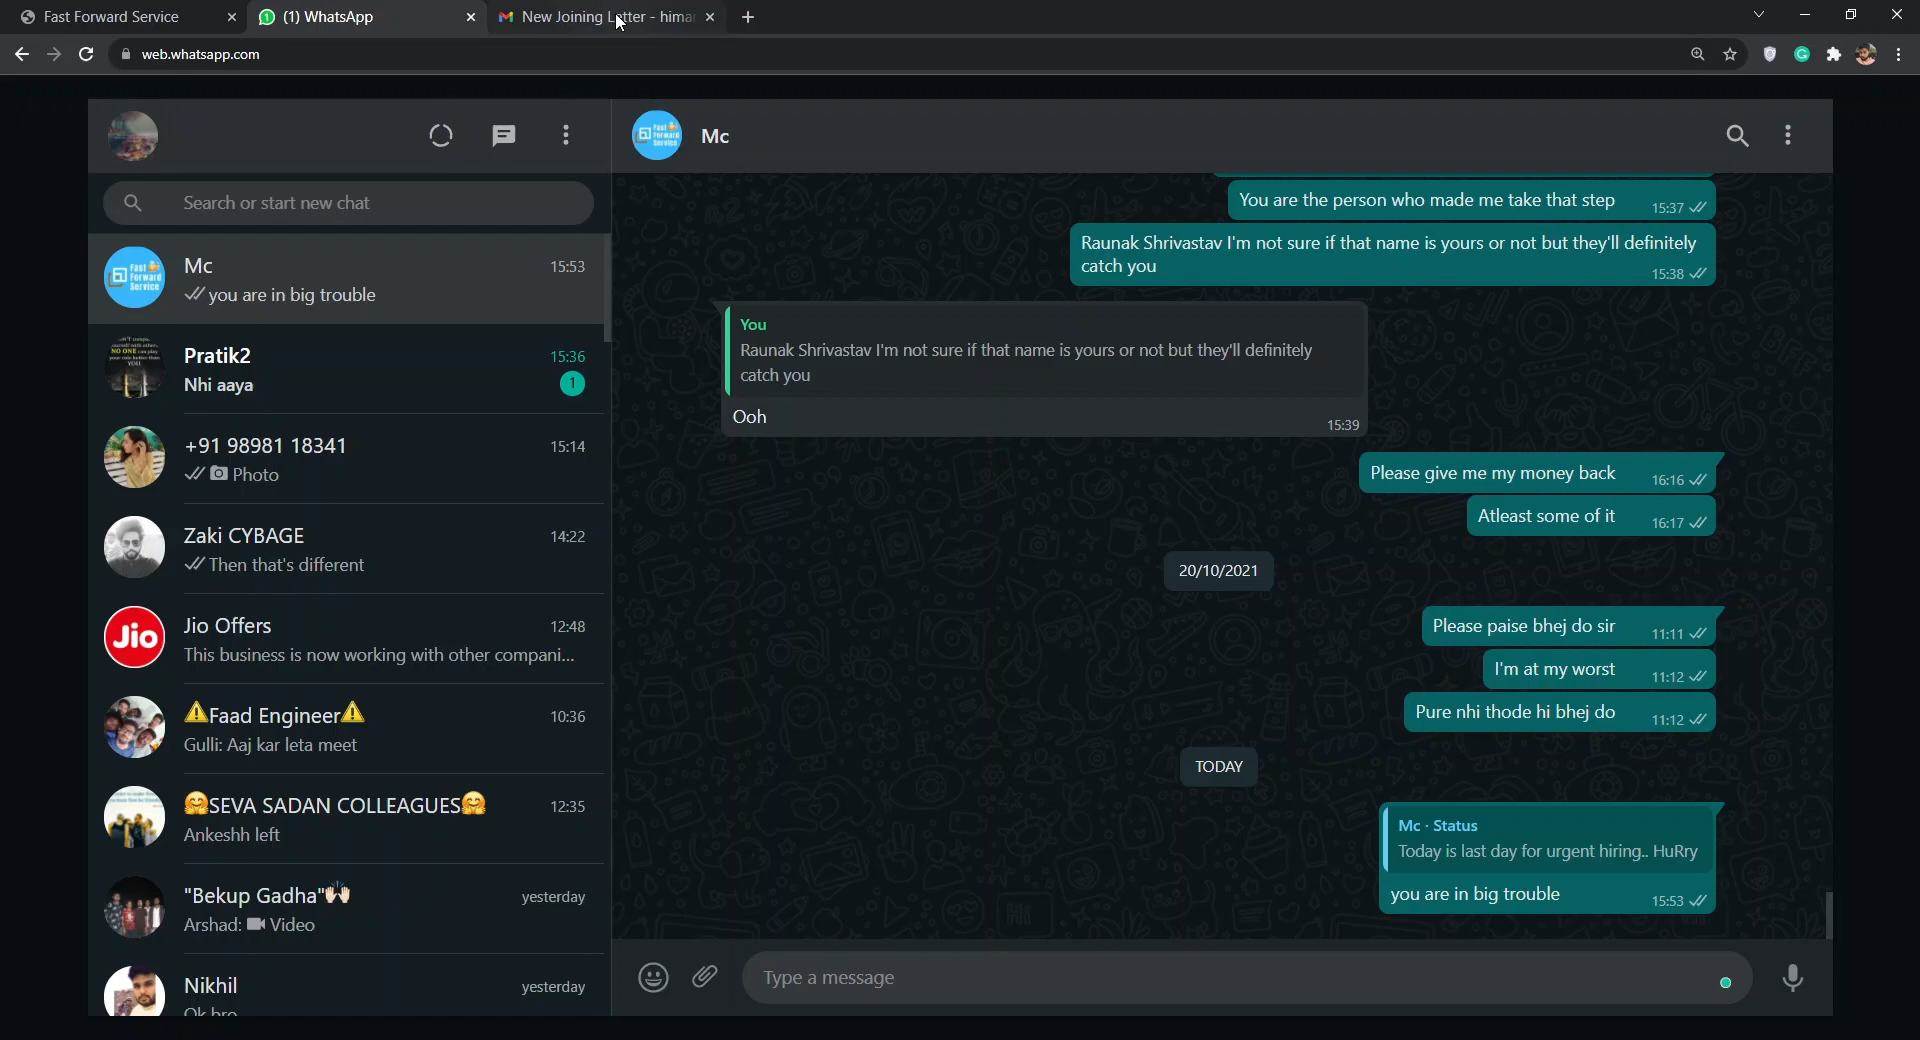 Fast Forward Service
(1) WhatsApp
New Joining Letter - himan
web.whatsapp.com
Search or start new chat
Mc
15:53
you are in big trouble
Pratik2
15:36
Nhi aaya
1
+91 98981 18341
15:14
Photo
Zaki CYBAGE
14:22
Then that's different
Jio
Jio Offers
12:48
This business is now working with other compani...
⚠Faad Engineer⚠
10:36
Gulli: Aaj kar leta meet
🤗SEVA SADAN COLLEAGUES🤗
12:35
Ankeshh left
"Bekup Gadha"🙌🏻
yesterday
Arshad: Video
Nikhil
yesterday
Ok bro
Fast Forward Service
Mc
You are the person who made me take that step 15:37
Raunak Shrivastav I'm not sure if that name is yours or not but they'll definitely
catch you
15:38
You
Raunak Shrivastav I'm not sure if that name is yours or not but they'll definitely
catch you
Ooh
15:39
Please give me my money back 16:16
Atleast some of it 16:17
20/10/2021
Please paise bhej do sir 11:11
I'm at my worst 11:12
Pure nhi thode hi bhej do 11:12
TODAY
Mc · Status
Today is last day for urgent hiring.. HuRry
you are in big trouble 15:53
Type a message